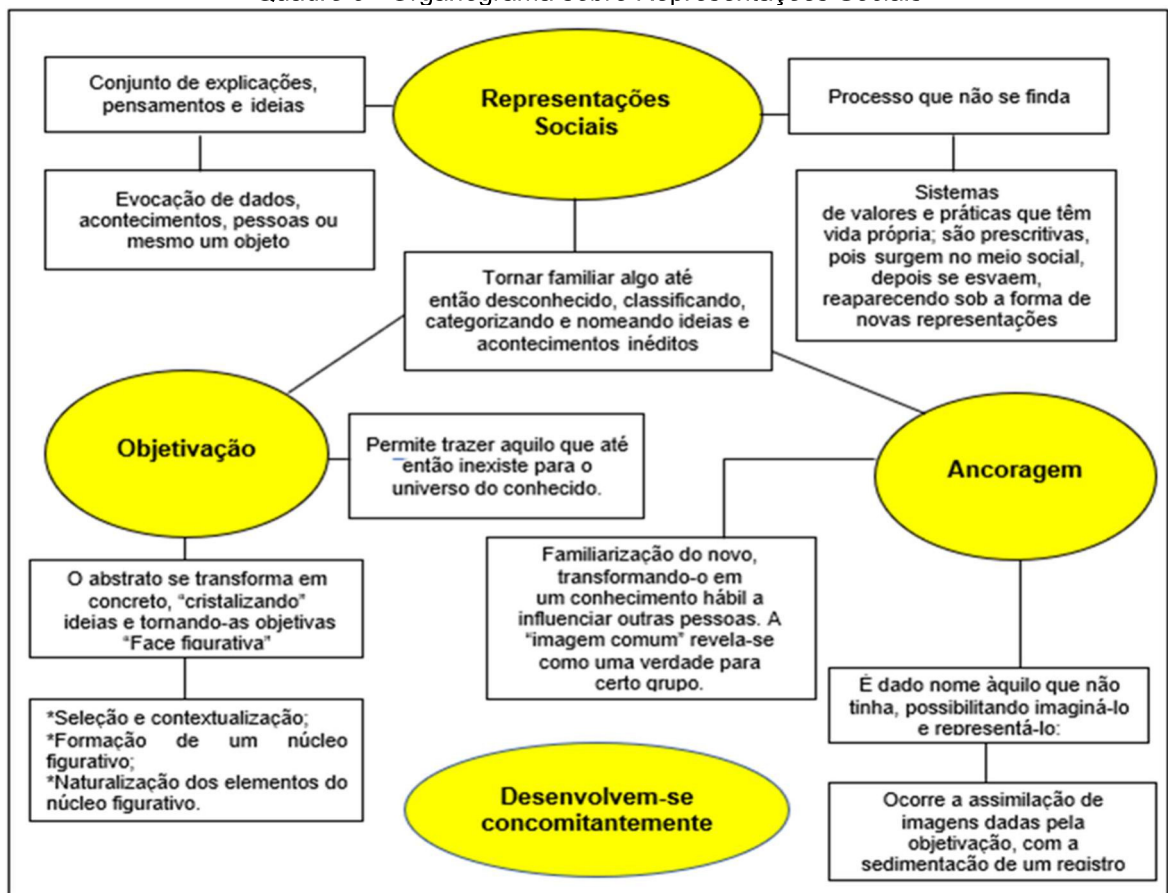 Organograma sobre Representações Sociais
Conjunto de explicações,
pensamentos e ideias
Representações
Sociais
Processo que não se finda
Evocação de dados,
acontecimentos, pessoas ou
mesmo um objeto
Sistemas
de valores e práticas que têm
vida própria; são prescritivas,
pois surgem no meio social,
depois se esvaem,
reaparecendo sob a forma de
novas representações
Tornar familiar algo até
então desconhecido, classificando,
categorizando e nomeando ideias e
acontecimentos inéditos
Objetivação
Permite trazer aquilo que até
então inexiste para o
universo do conhecido.
Ancoragem
O abstrato se transforma em
concreto, “cristalizando”
ideias e tornando-as objetivas
“Face figurativa”
Familiarização do novo,
transformando-o em
um conhecimento hábil a
influenciar outras pessoas. A
“imagem comum” revela-se
como uma verdade para
certo grupo.
*Seleção e contextualização;
*Formação de um núcleo
figurativo;
*Naturalização dos elementos do
núcleo figurativo.
É dado nome àquilo que não
tinha, possibilitando imaginá-lo
e representá-lo:
Desenvolvem-se
concomitantemente
Ocorre a assimilação de
imagens dadas pela
objetivação, com a
sedimentação de um registro